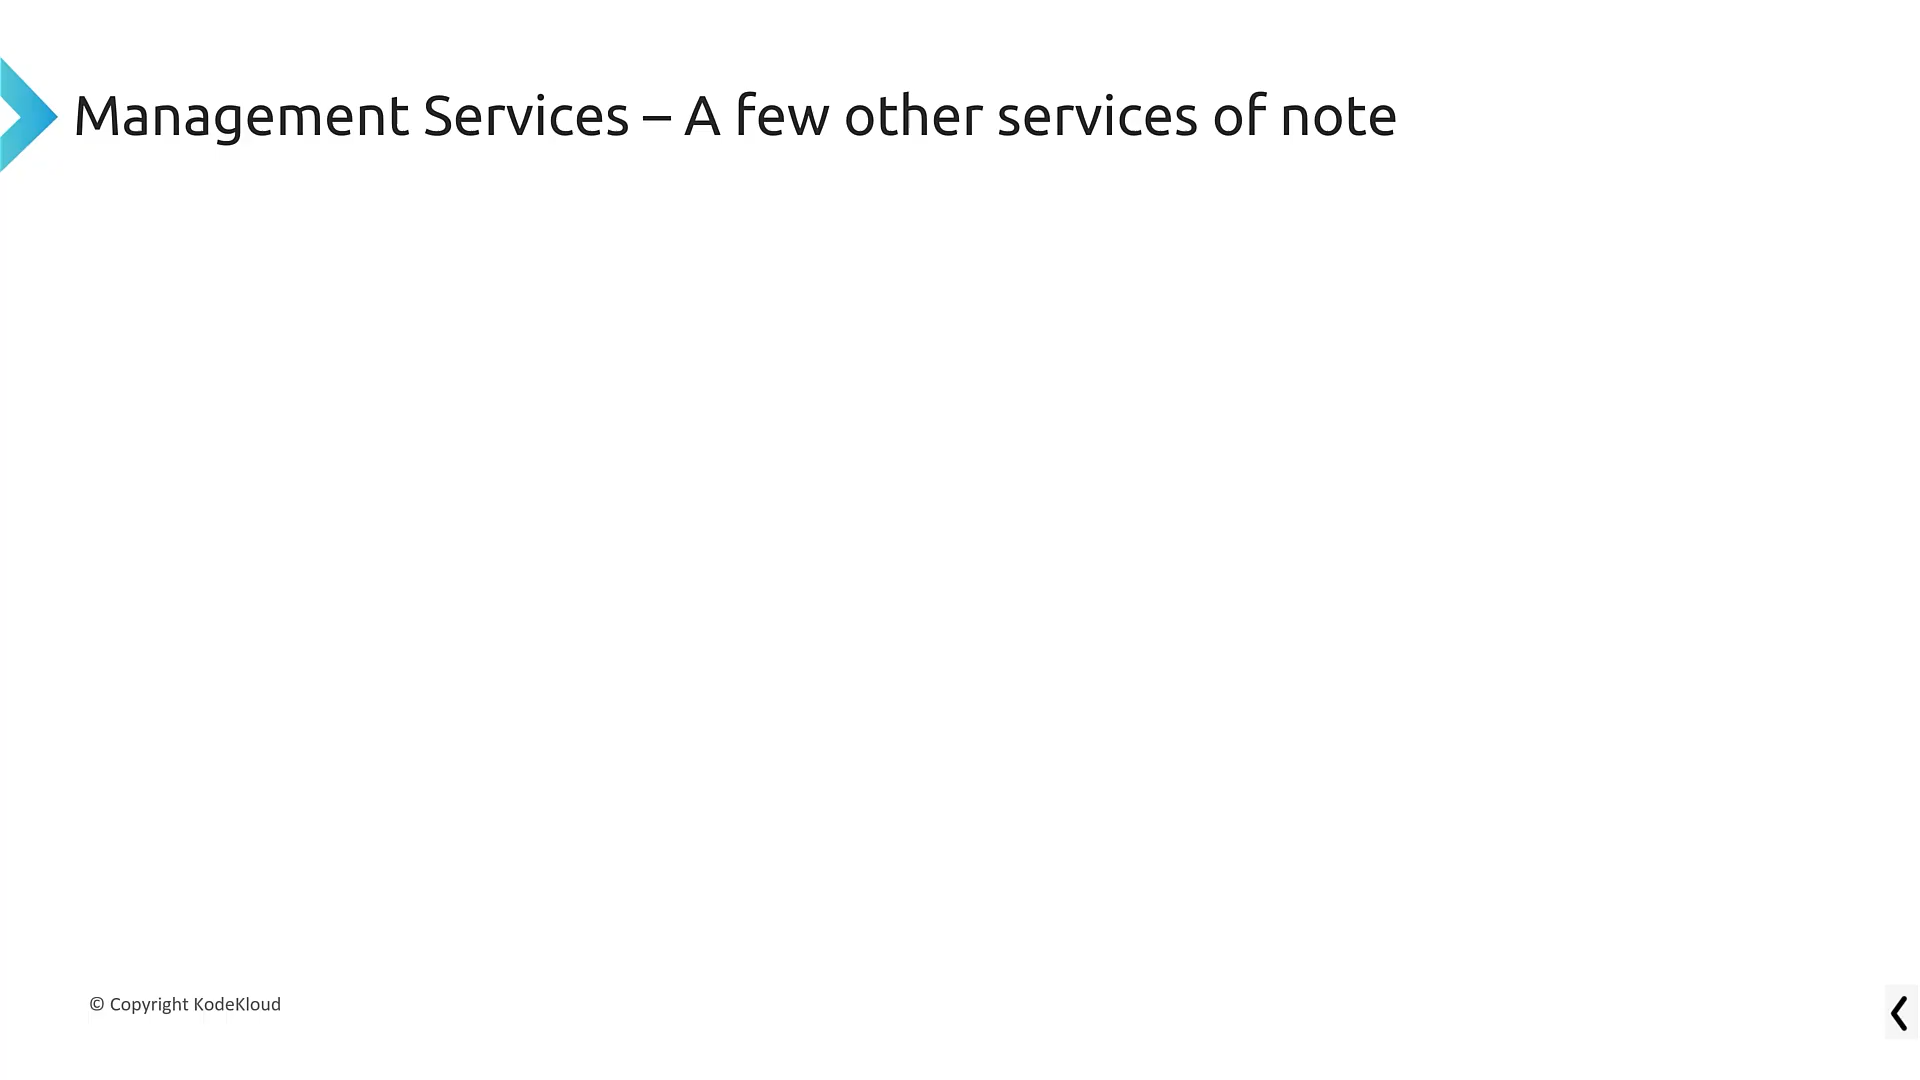 Management Services – A few other services of note
© Copyright KodeKloud